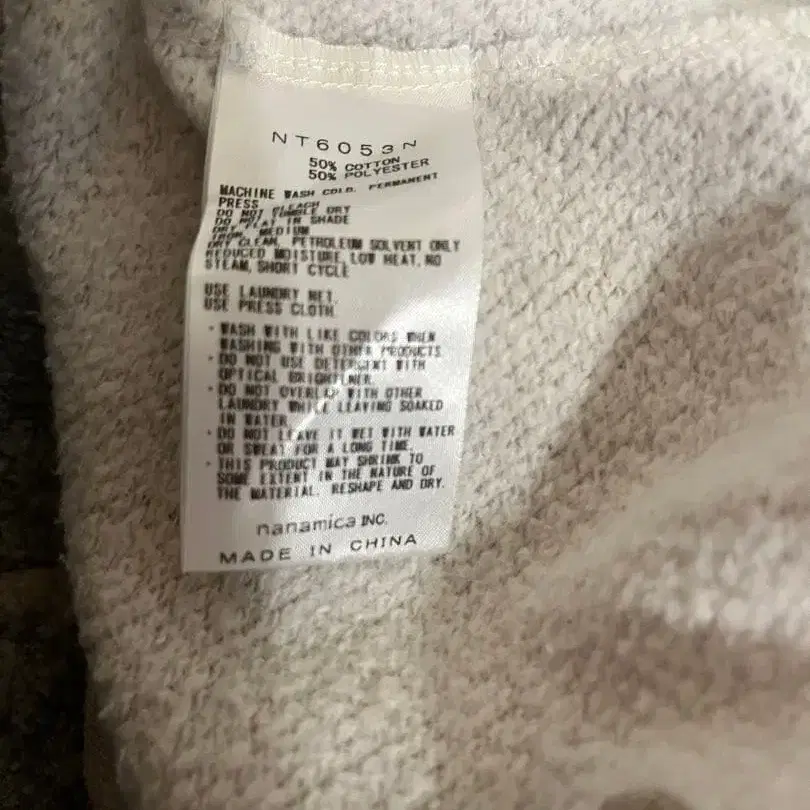 NT6053N
50% COTTON
50% POLYESTER
MACHINE WASH COLD. PERMANENT
PRESS
DO NOT BLEACH
DO NOT TUMBLE DRY
DRY FLAT IN SHADE
IRON, MEDIUM
DRY CLEAN, PETROLEUM SOLVENT ONLY
REDUCED MOISTURE, LOW HEAT, NO
STEAM, SHORT CYCLE
USE LAUNDRY NET.
USE PRESS CLOTH.
・WASH WITH LIKE COLORS WHEN
WASHING WITH OTHER PRODUCTS.
・DO NOT USE DETERGENT WITH
OPTICAL BRIGHTENER.
・DO NOT OVERLAP WITH OTHER
LAUNDRY WHILE LEAVING SOAKED
IN WATER.
・DO NOT LEAVE IT WET WITH WATER
OR SWEAT FOR A LONG TIME.
・THIS PRODUCT MAY SHRINK TO
SOME EXTENT IN THE NATURE OF
THE MATERIAL. RESHAPE AND DRY.
nanamica INC.
MADE IN CHINA